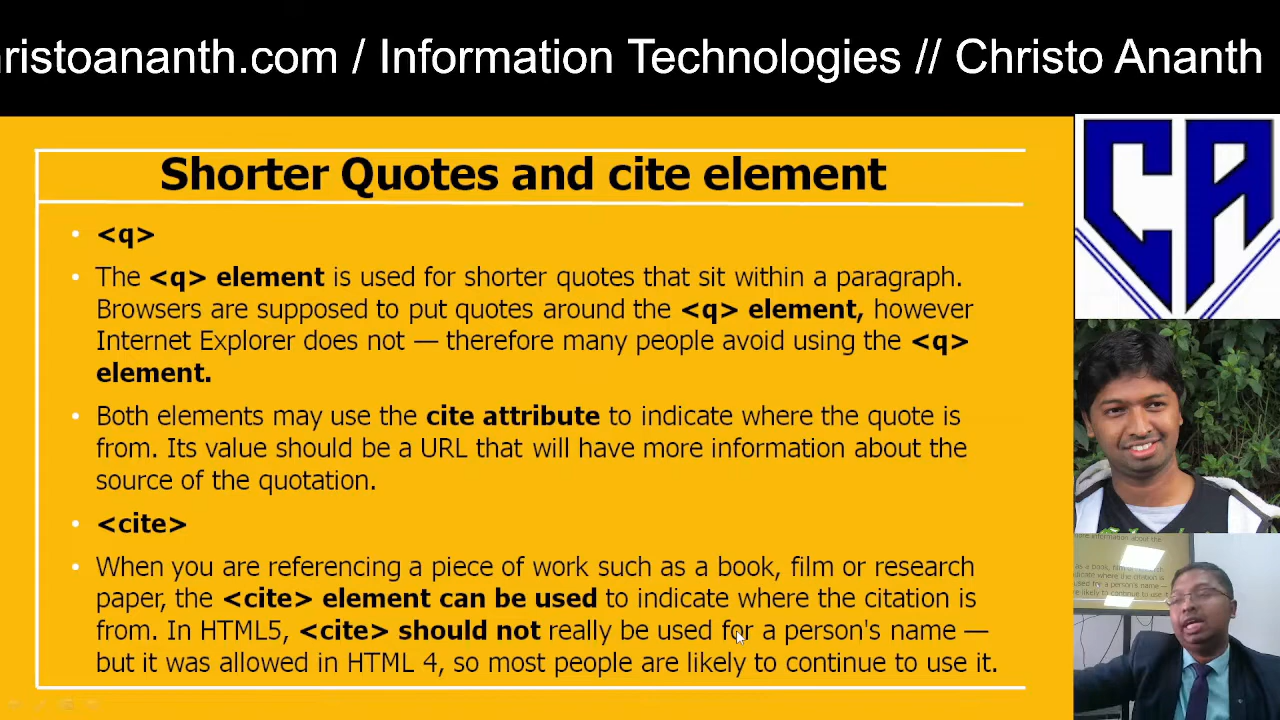 ristoananth.com / Information Technologies // Christo Ananth
CA
Shorter Quotes and cite element
• <q>
• The <q> element is used for shorter quotes that sit within a paragraph.
Browsers are supposed to put quotes around the <q> element, however
Internet Explorer does not — therefore many people avoid using the <q>
element.
• Both elements may use the cite attribute to indicate where the quote is
from. Its value should be a URL that will have more information about the
source of the quotation.
• <cite>
• When you are referencing a piece of work such as a book, film or research
paper, the <cite> element can be used to indicate where the citation is
from. In HTML5, <cite> should not really be used for a person's name —
but it was allowed in HTML 4, so most people are likely to continue to use it.